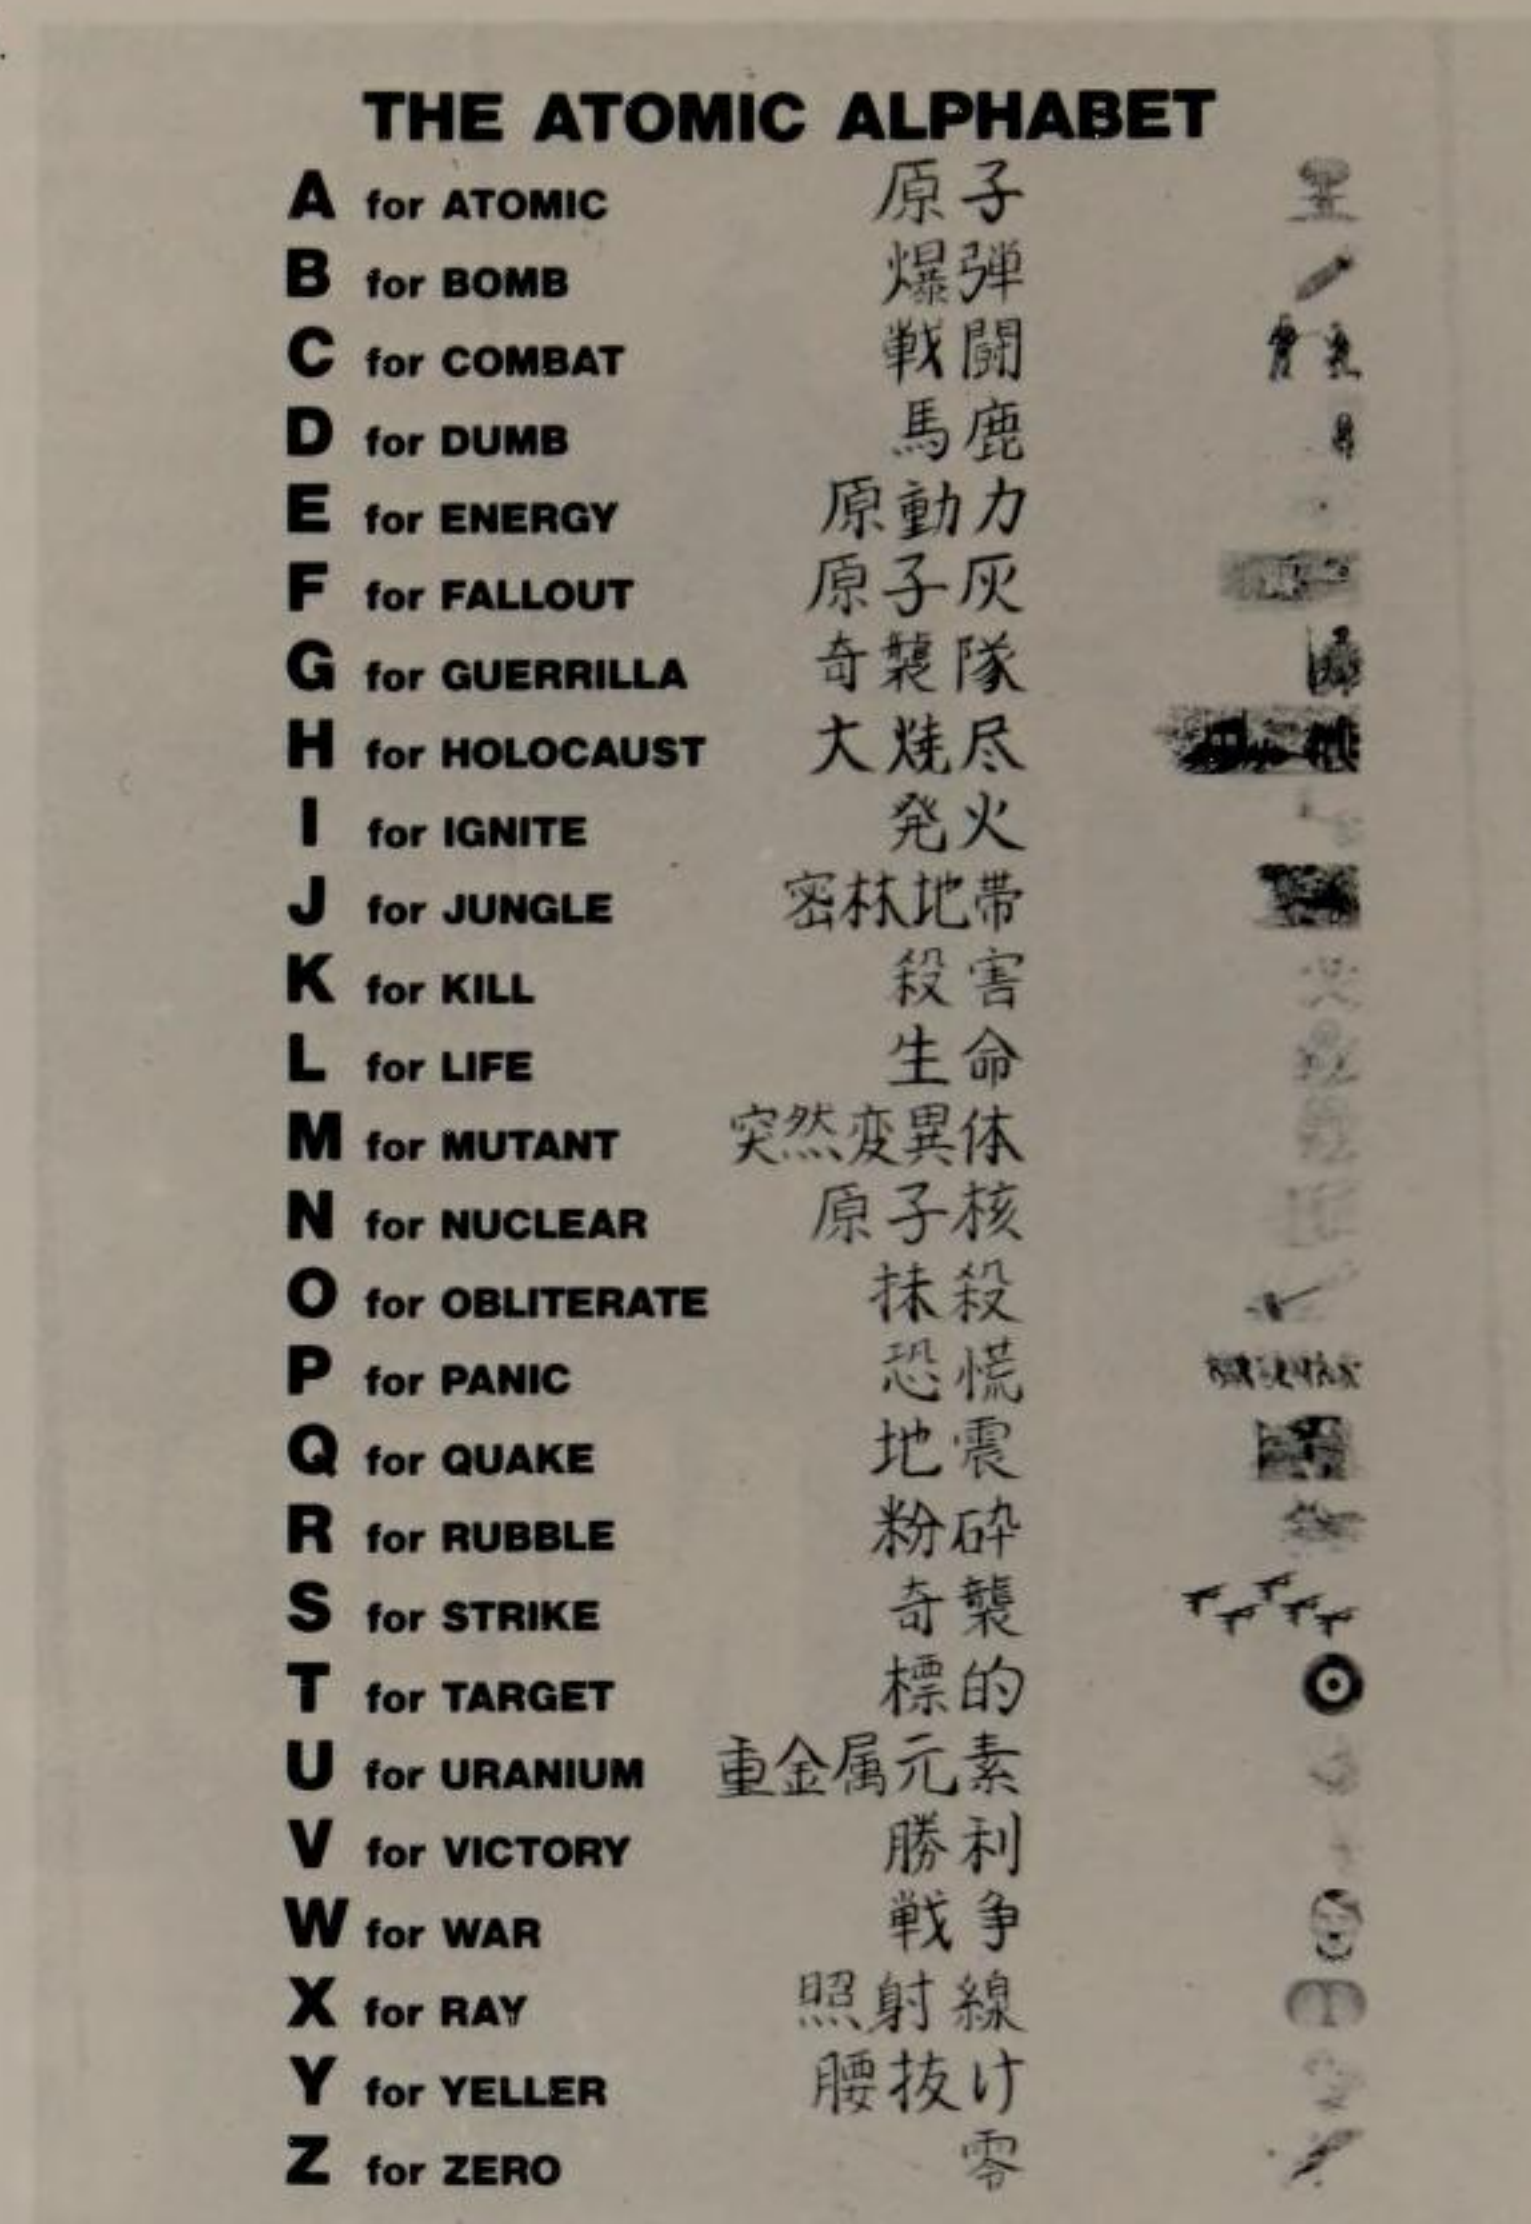 THE ATOMIC ALPHABET
A for ATOMIC 原子
B for BOMB 爆弾
C for COMBAT 戦闘
D for DUMB 馬鹿
E for ENERGY 原動力
F for FALLOUT 原子灰
G for GUERRILLA 奇襲隊
H for HOLOCAUST 大焼尽
I for IGNITE 発火
J for JUNGLE 密林地帯
K for KILL 殺害
L for LIFE 生命
M for MUTANT 突然変異体
N for NUCLEAR 原子核
O for OBLITERATE 抹殺
P for PANIC 恐慌
Q for QUAKE 地震
R for RUBBLE 粉砕
S for STRIKE 奇襲
T for TARGET 標的
U for URANIUM 重金属元素
V for VICTORY 勝利
W for WAR 戦争
X for RAY 照射線
Y for YELLER 腰抜け
Z for ZERO 零